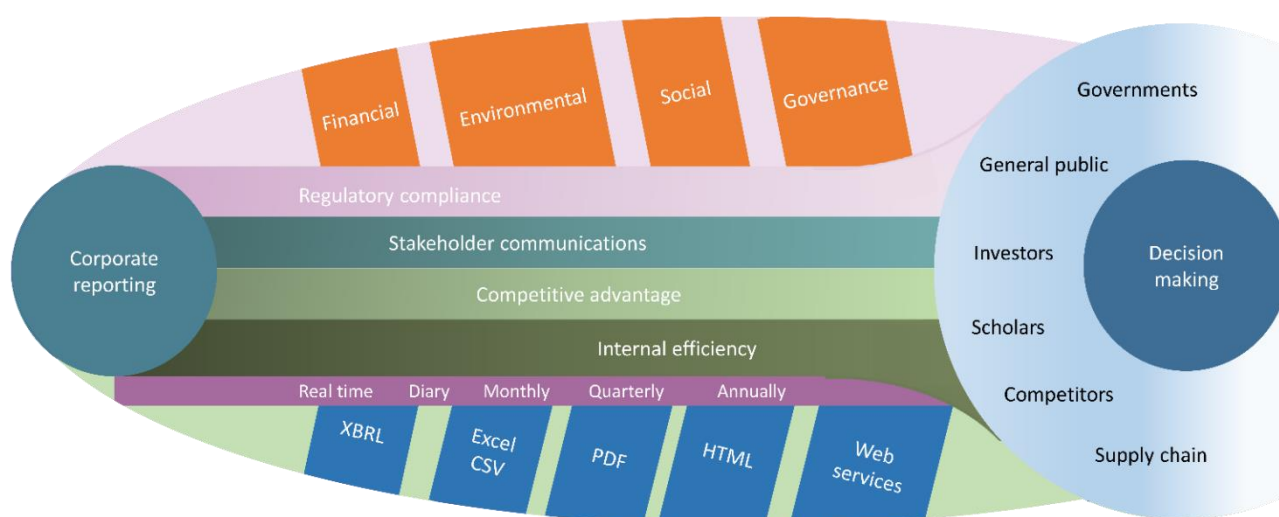 Financial
Environmental
Social
Governance
Governments
General public
Investors
Scholars
Competitors
Supply chain
Decision
making
Corporate
reporting
Regulatory compliance
Stakeholder communications
Competitive advantage
Internal efficiency
Real time Diary Monthly Quarterly Annually
XBRL
Excel
CSV
PDF
HTML
Web
services